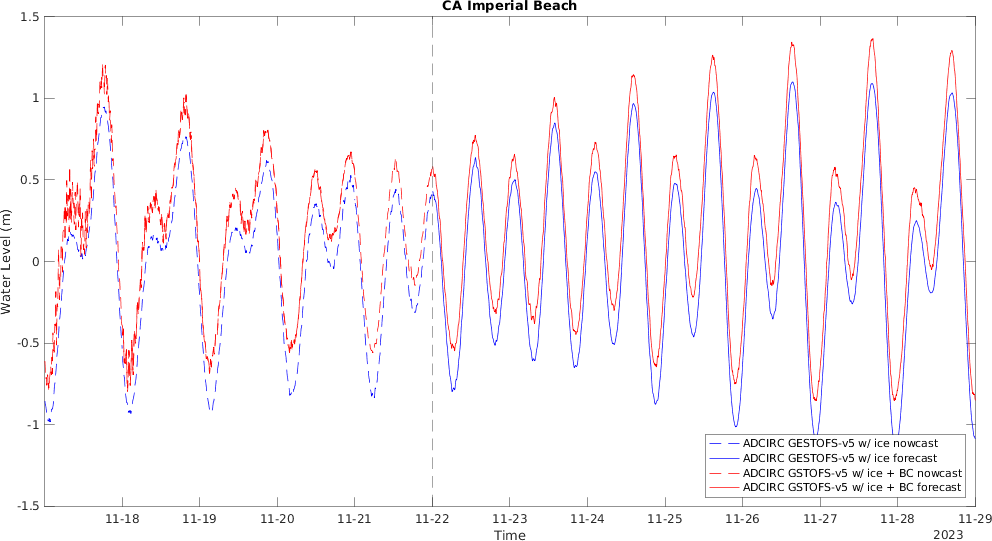 CA Imperial Beach
1.5
1
0.5
0
-0.5
-1
-1.5
Water Level (m)
11-18 11-19 11-20 11-21 11-22 11-23 11-24 11-25 11-26 11-27 11-28 11-29
Time
2023
ADCIRC GESTOFS-v5 w/ ice nowcast
ADCIRC GESTOFS-v5 w/ ice forecast
ADCIRC GSTOFS-v5 w/ ice + BC nowcast
ADCIRC GSTOFS-v5 w/ ice + BC forecast